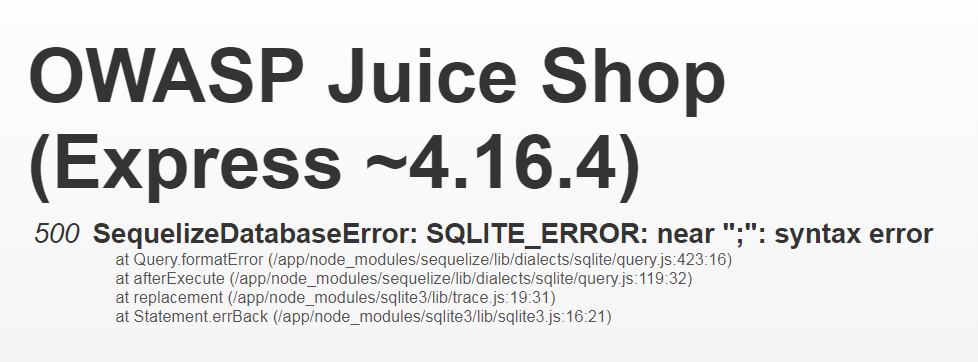 OWASP Juice Shop
(Express ~4.16.4)
500 SequelizeDatabaseError: SQLITE_ERROR: near ";": syntax error
at Query.formatError (/app/node_modules/sequelize/lib/dialects/sqlite/query.js:423:16)
at afterExecute (/app/node_modules/sequelize/lib/dialects/sqlite/query.js:119:32)
at replacement (/app/node_modules/sqlite3/lib/trace.js:19:31)
at Statement.errBack (/app/node_modules/sqlite3/lib/sqlite3.js:16:21)